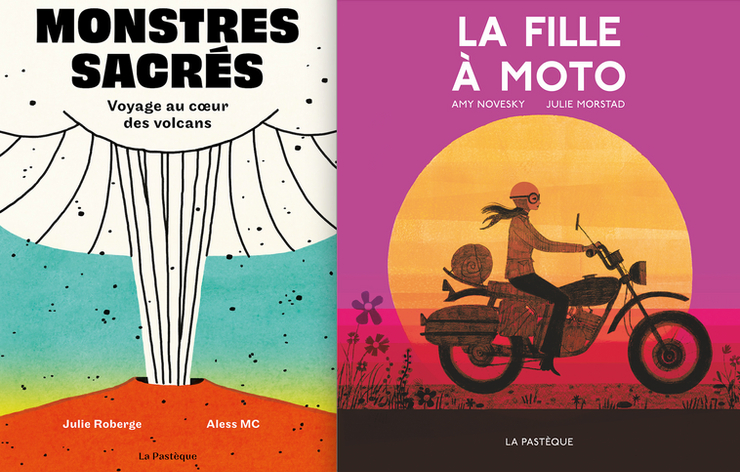 MONSTRES
SACRÉS
Voyage au cœur
des volcans
Julie Roberge
Aless MC
La Pastèque
LA FILLE
À MOTO
AMY NOVESKY
JULIE MORSTAD
LA PASTÈQUE